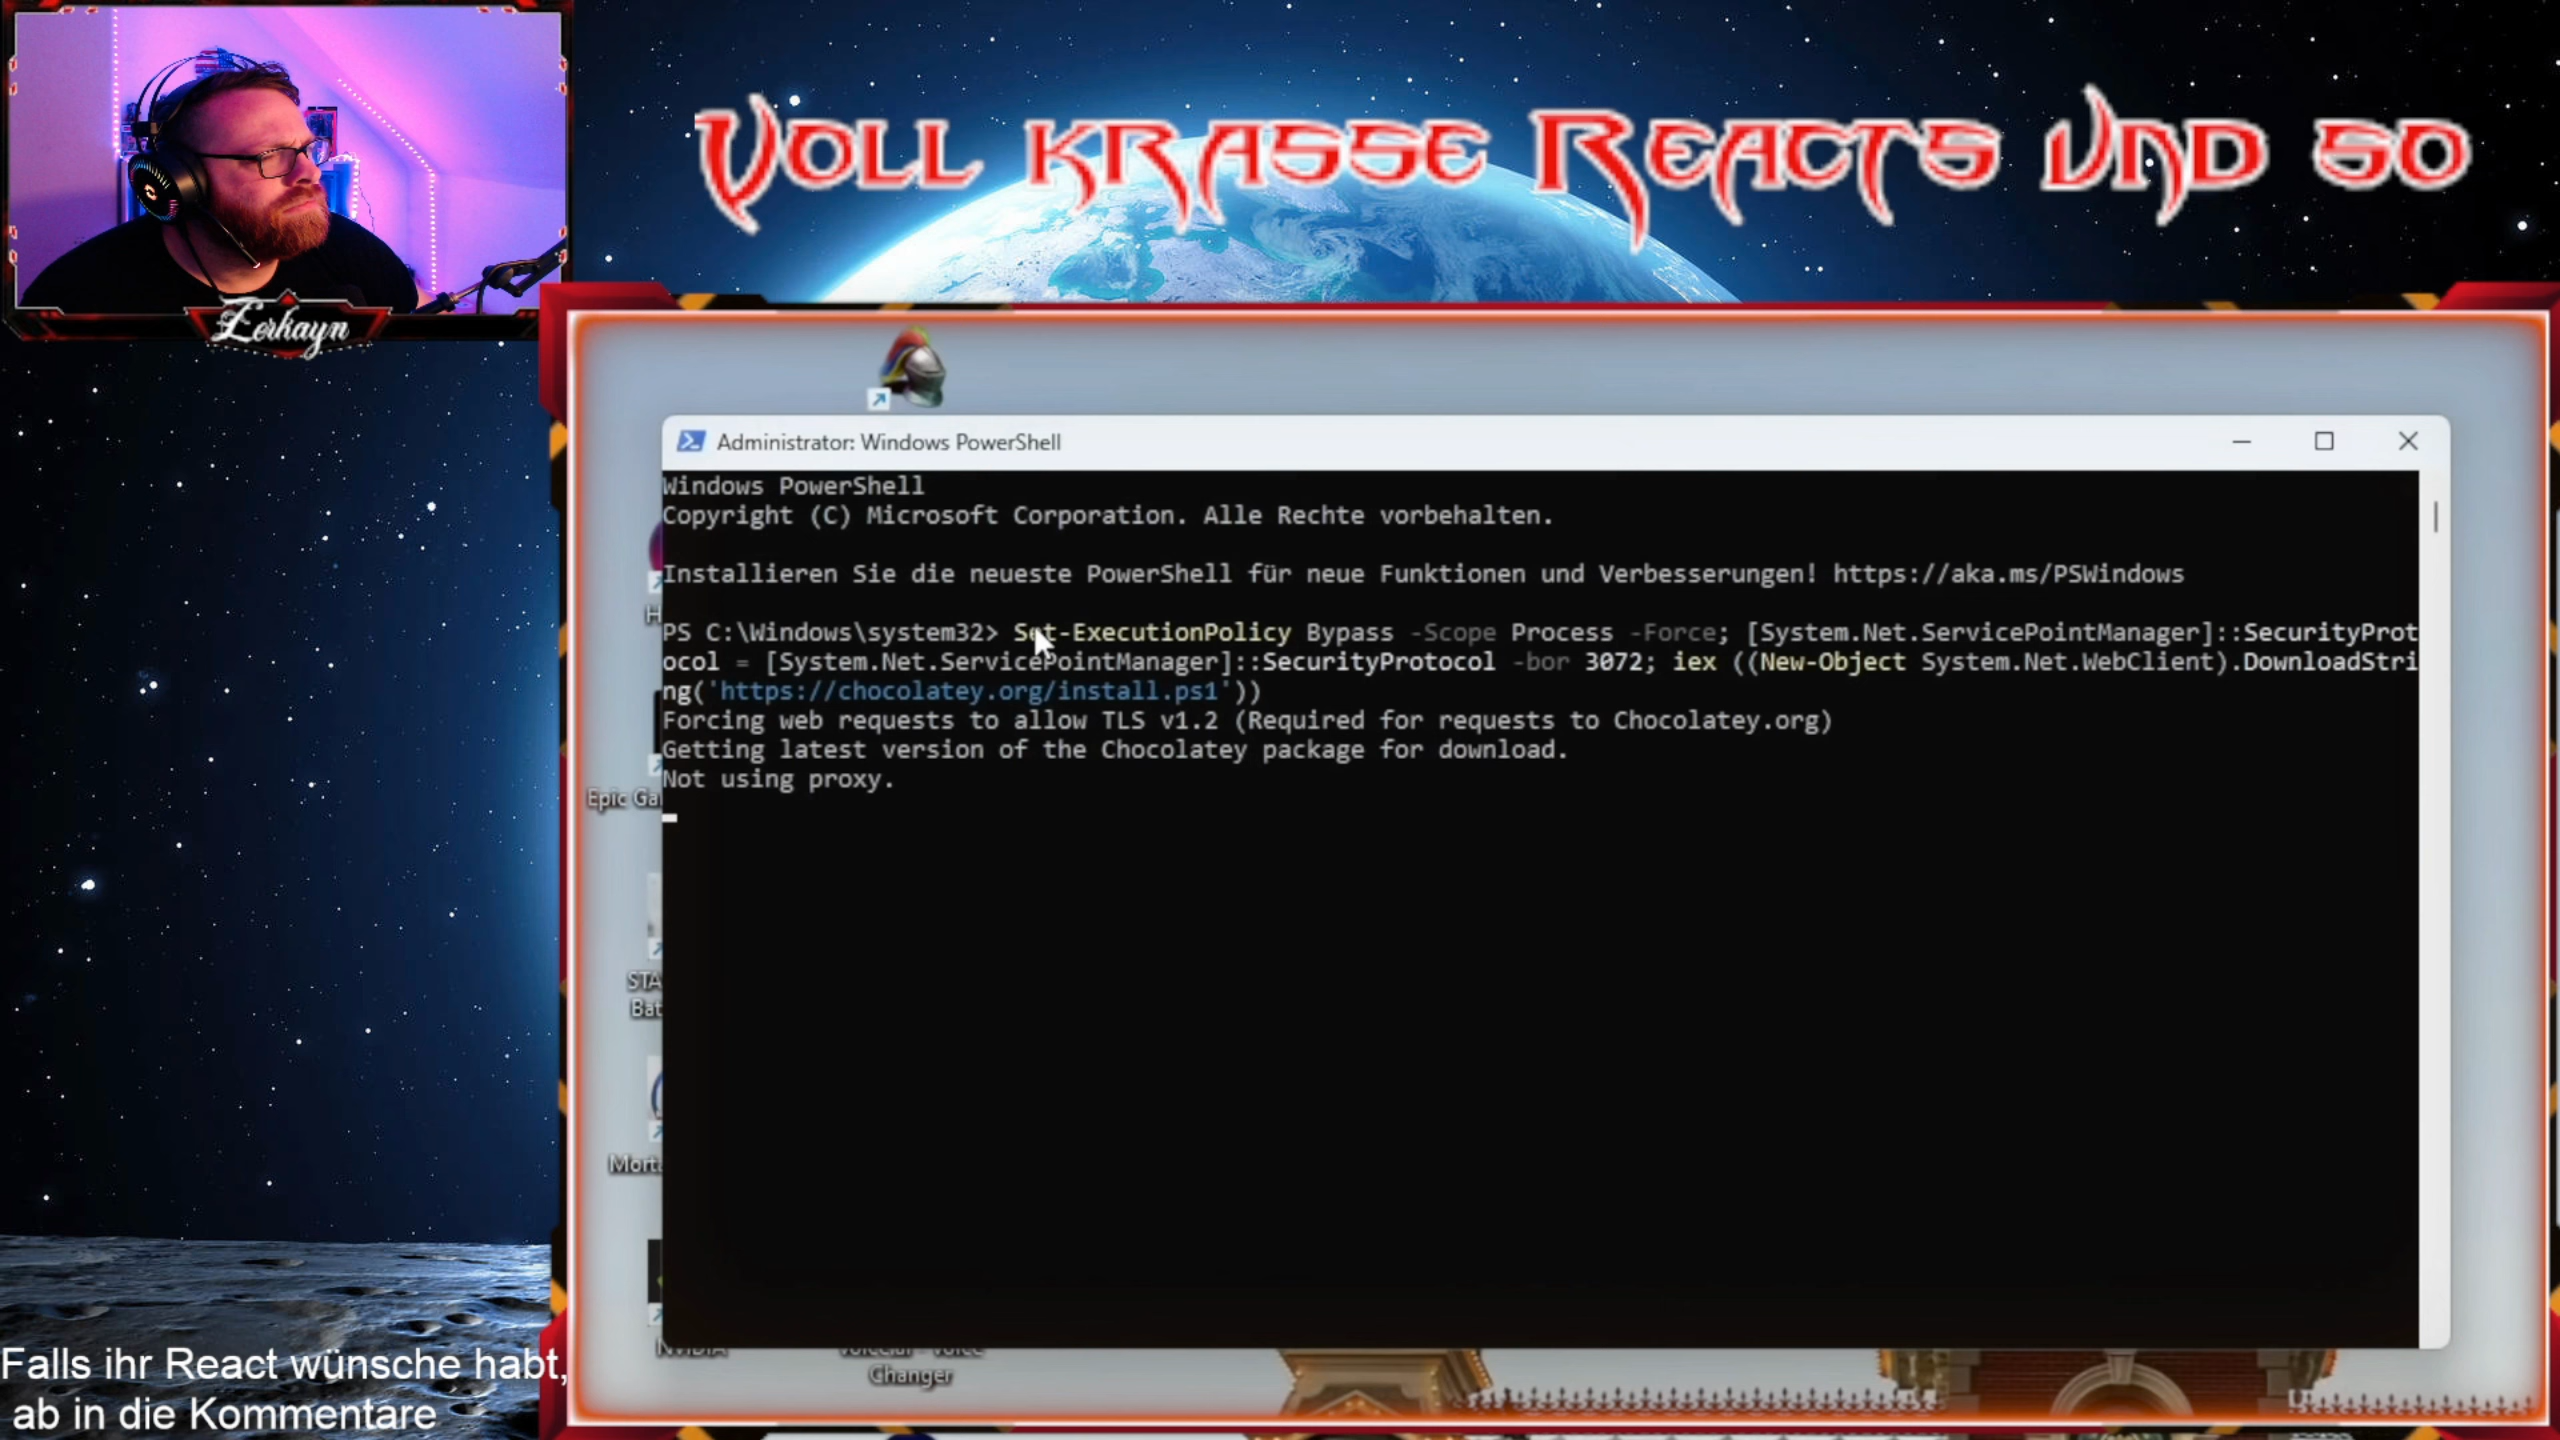 Voll krasse Reacts und so
Zerkayn
Administrator: Windows PowerShell
Windows PowerShell
Copyright (C) Microsoft Corporation. Alle Rechte vorbehalten.
Installieren Sie die neueste PowerShell für neue Funktionen und Verbesserungen! https://aka.ms/PSWindows
PS C:\Windows\system32> Set-ExecutionPolicy Bypass -Scope Process -Force; [System.Net.ServicePointManager]::SecurityProt
ocol = [System.Net.ServicePointManager]::SecurityProtocol -bor 3072; iex ((New-Object System.Net.WebClient).DownloadStri
ng('https://chocolatey.org/install.ps1'))
Forcing web requests to allow TLS v1.2 (Required for requests to Chocolatey.org)
Getting latest version of the Chocolatey package for download.
Not using proxy.
Epic Ga
STA
Bat
Morta
NVIDIA
Changer
Falls ihr React wünsche habt,
ab in die Kommentare